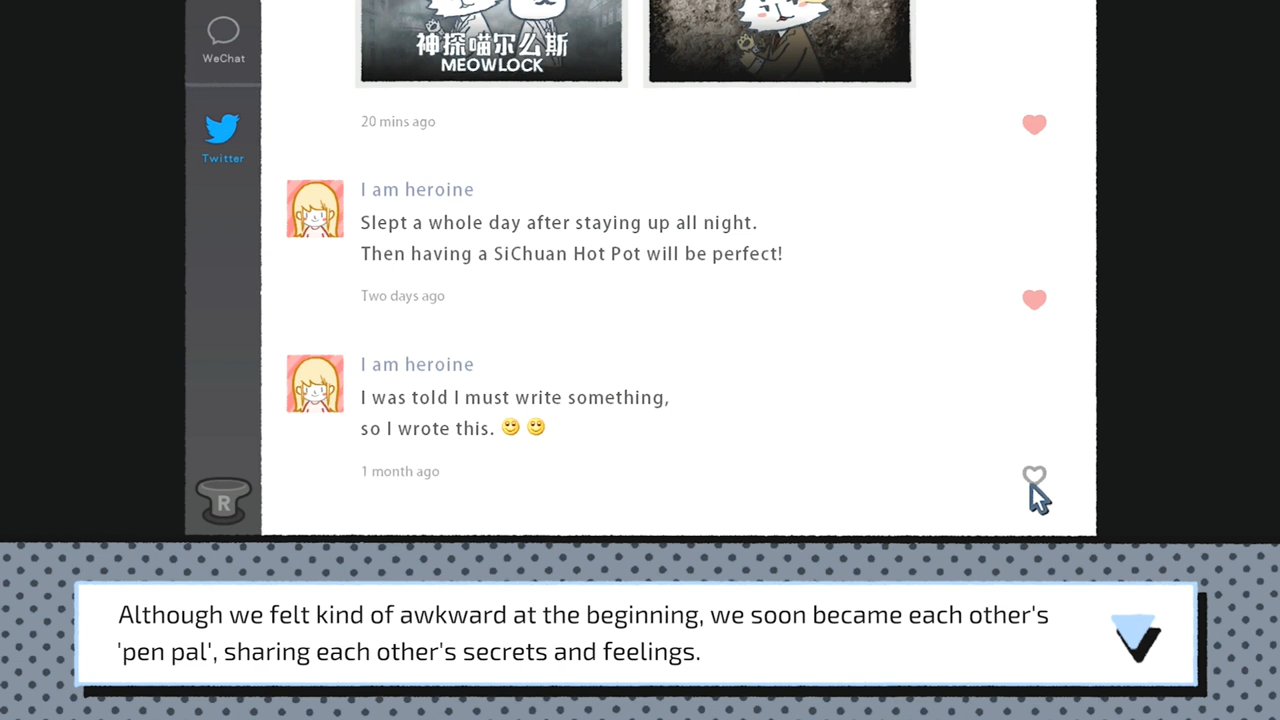 WeChat
Twitter
R
神探喵尔么斯
MEOWLOCK
20 mins ago
I am heroine
Slept a whole day after staying up all night.
Then having a SiChuan Hot Pot will be perfect!
Two days ago
I am heroine
I was told I must write something,
so I wrote this. 😊 😊
1 month ago
Although we felt kind of awkward at the beginning, we soon became each other's
'pen pal', sharing each other's secrets and feelings.